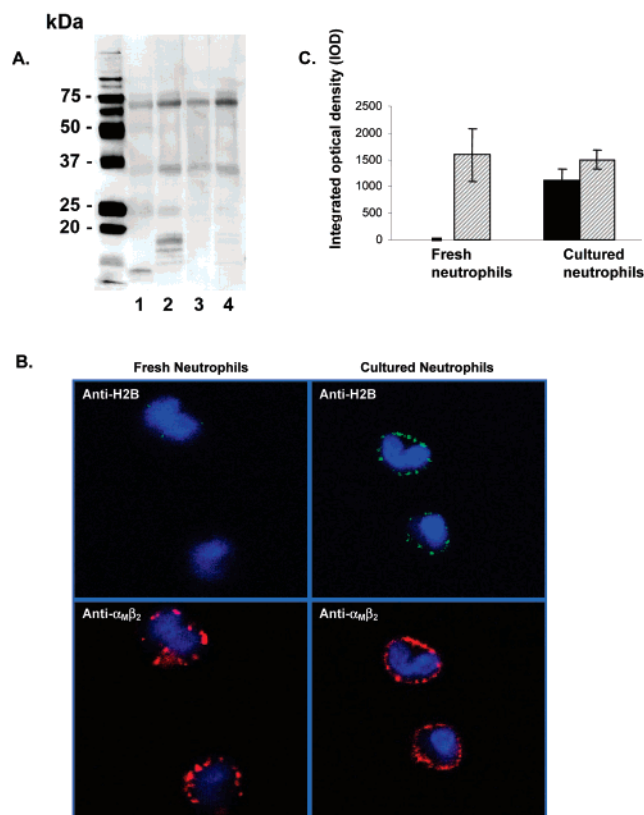 kDa
A.
75 -
50 -
37 -
25 -
20 -
1 2 3 4
C.
Integrated optical density (IOD)
2500
2000
1500
1000
500
0
Fresh neutrophils
Cultured neutrophils
B.
Fresh Neutrophils
Cultured Neutrophils
Anti-H2B
Anti-H2B
Anti-αMβ2
Anti-αMβ2